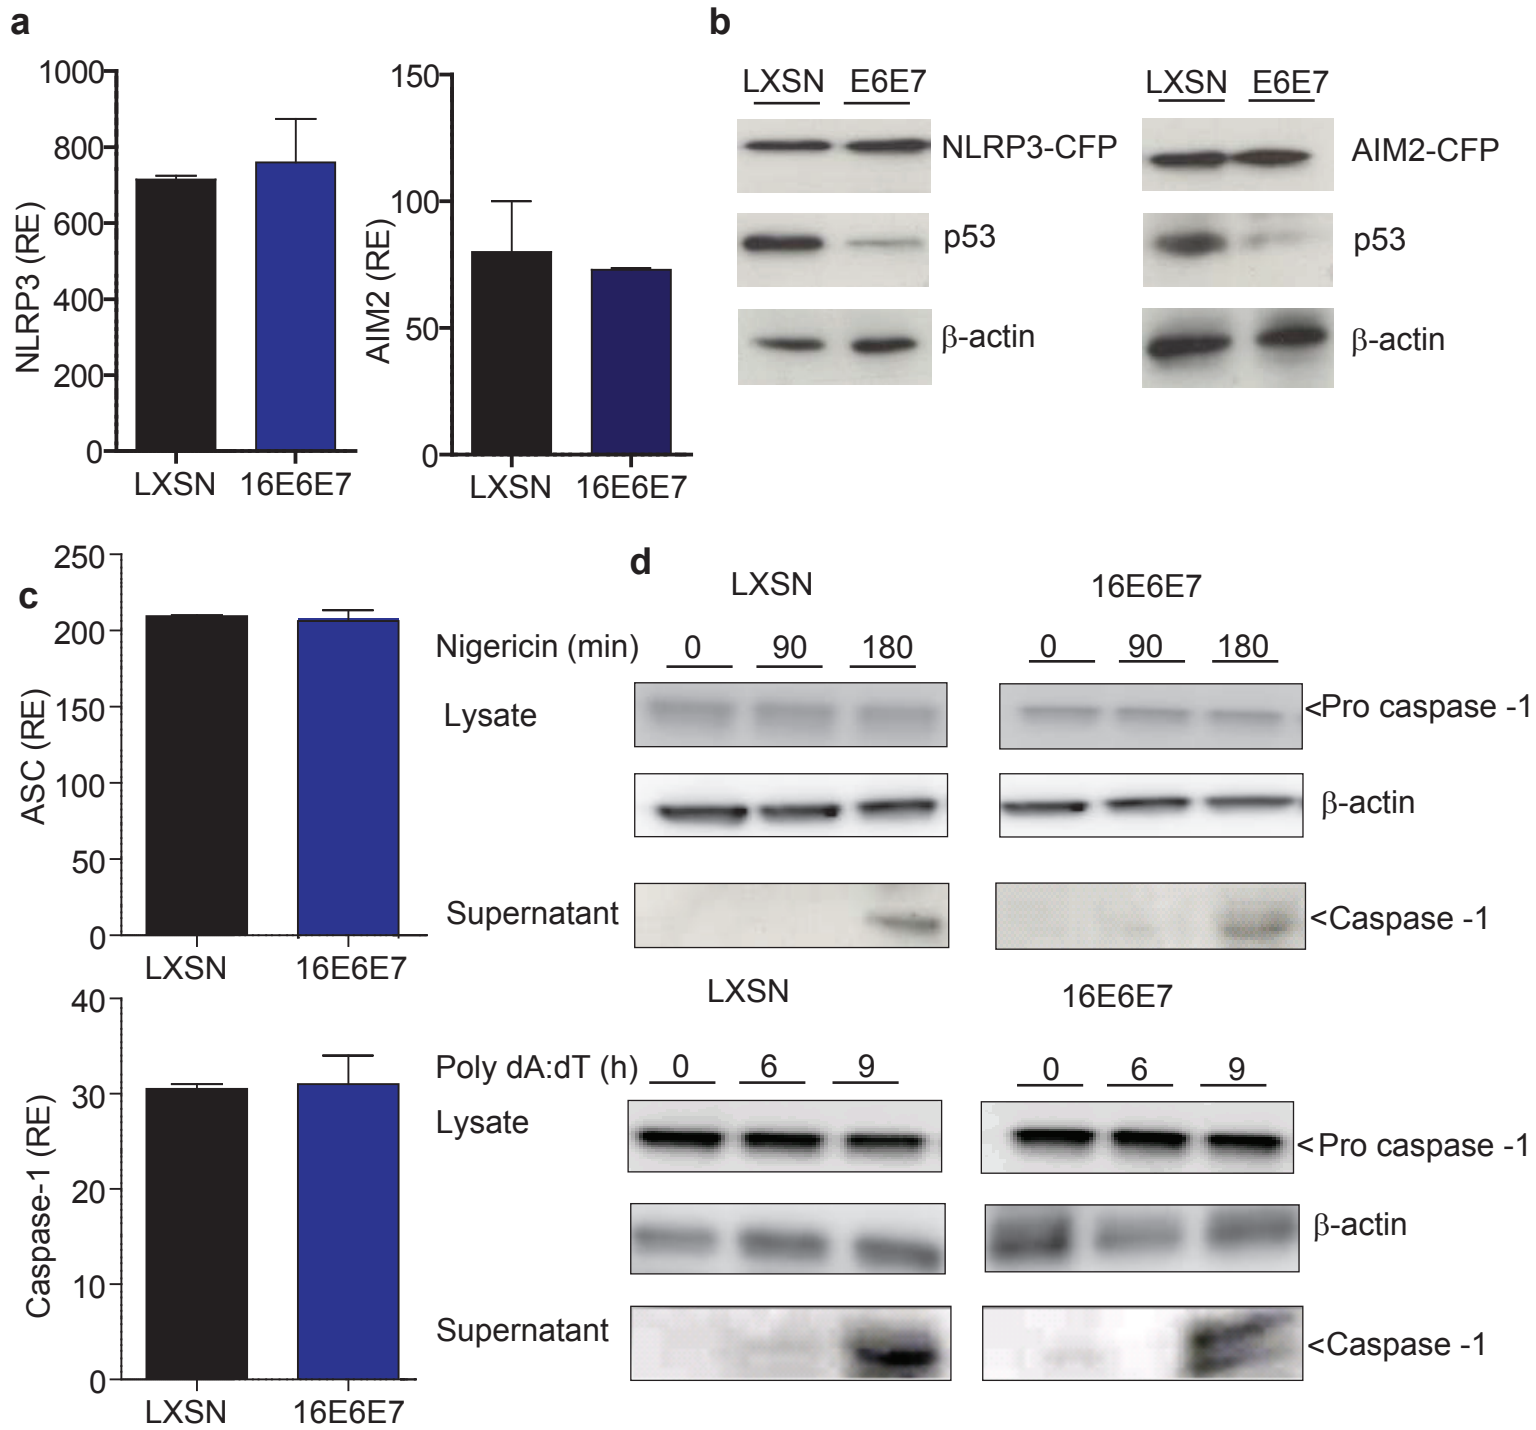 a
1000
800
600
400
200
0
NLRP3 (RE)
LXSN 16E6E7
150
100
50
0
AIM2 (RE)
LXSN 16E6E7
b
LXSN E6E7
NLRP3-CFP
p53
β-actin
LXSN E6E7
AIM2-CFP
p53
β-actin
c
250
200
150
100
50
0
ASC (RE)
LXSN 16E6E7
40
30
20
10
0
Caspase-1 (RE)
LXSN 16E6E7
d
LXSN 16E6E7
Nigericin (min) 0 90 180 0 90 180
Lysate <Pro caspase -1
β-actin
Supernatant <Caspase -1
LXSN 16E6E7
Poly dA:dT (h) 0 6 9 0 6 9
Lysate <Pro caspase -1
β-actin
Supernatant <Caspase -1